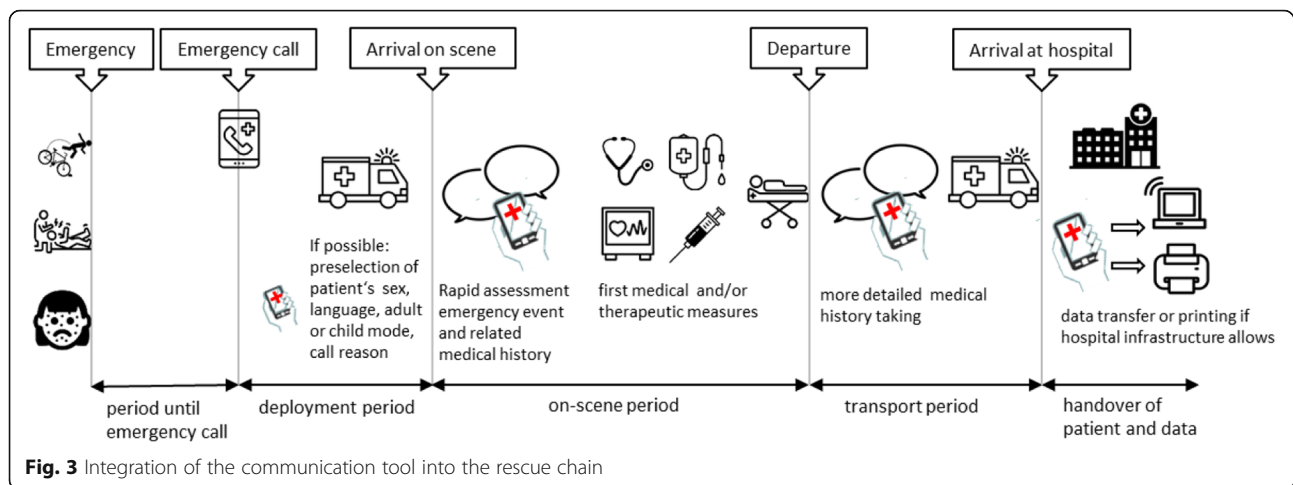 Emergency
Emergency call
Arrival on scene
Departure
Arrival at hospital
If possible:
preselection of
patient's sex,
language, adult
or child mode,
call reason
Rapid assessment
emergency event
and related
medical history
first medical and/or
therapeutic measures
more detailed medical
history taking
data transfer or printing if
hospital infrastructure allows
period until
emergency call
deployment period
on-scene period
transport period
handover of
patient and data
Fig. 3 Integration of the communication tool into the rescue chain